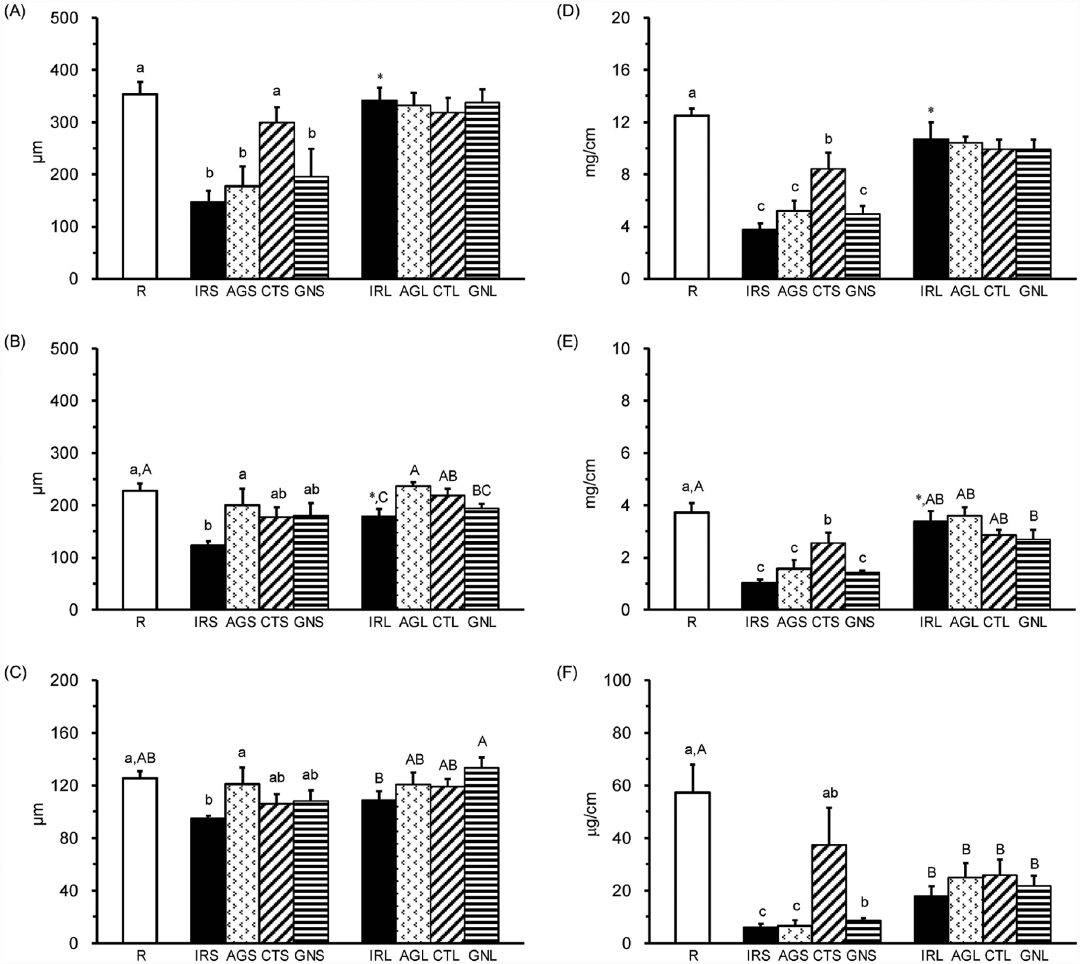 (A)
500
400
300
200
100
0
µm
a
b
b
a
b
*
R
IRS AGS CTS GNS
IRL AGL CTL GNL
(D)
20
16
12
8
4
0
mg/cm
a
c
c
b
c
*
R
IRS AGS CTS GNS
IRL AGL CTL GNL
(B)
500
400
300
200
100
0
µm
a,A
b
a
ab
ab
*,C
A
AB
BC
R
IRS AGS CTS GNS
IRL AGL CTL GNL
(E)
10
8
6
4
2
0
mg/cm
a,A
c
c
b
c
*,AB
AB
AB
B
R
IRS AGS CTS GNS
IRL AGL CTL GNL
(C)
200
160
120
80
40
0
µm
a,AB
b
a
ab
ab
B
AB
AB
A
R
IRS AGS CTS GNS
IRL AGL CTL GNL
(F)
100
80
60
40
20
0
µg/cm
a,A
c
c
ab
b
B
B
B
B
R
IRS AGS CTS GNS
IRL AGL CTL GNL